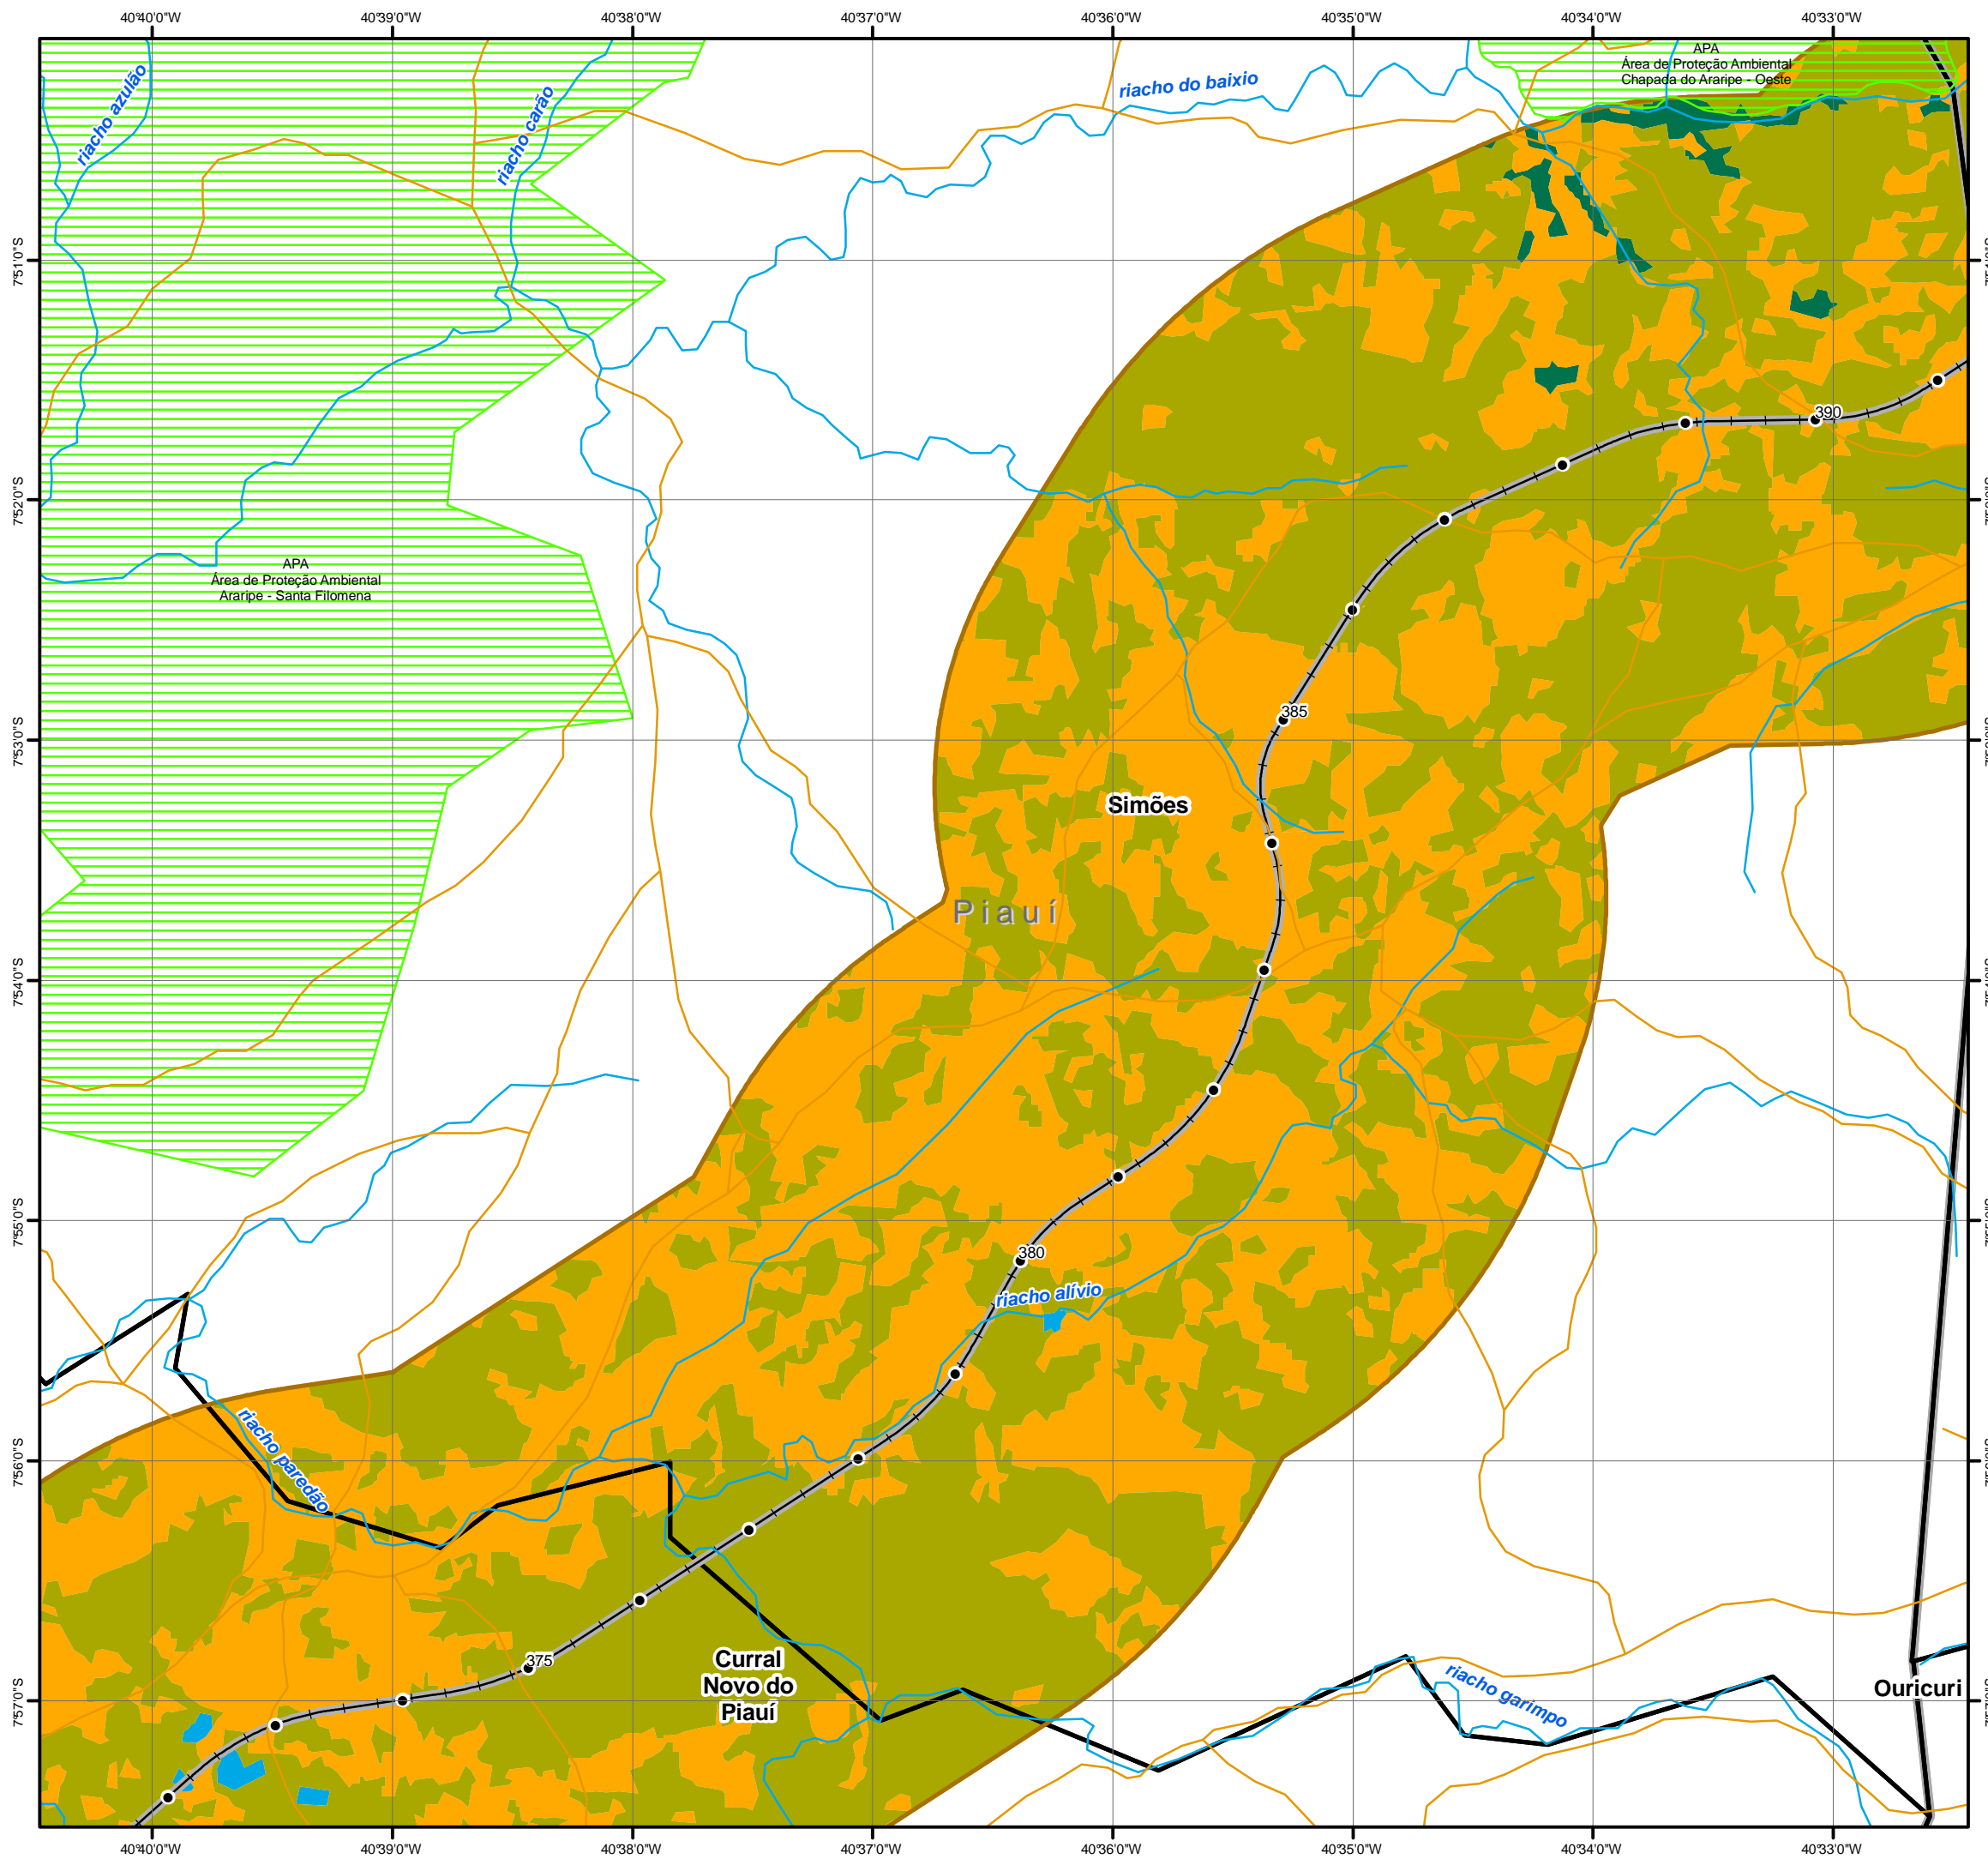 40°40'0"W 40°39'0"W 40°38'0"W 40°37'0"W 40°36'0"W 40°35'0"W 40°34'0"W 40°33'0"W
APA
Área de Proteção Ambiental
Chapada do Araripe - Oeste
riacho azulão
riacho carão
riacho do baixio
7°51'0"S
390
7°52'0"S
APA
Área de Proteção Ambiental
Araripe - Santa Filomena
385
7°53'0"S
Simões
Piauí
7°54'0"S
7°55'0"S
380
riacho alívio
riacho paredão
7°56'0"S
375
Curral
Novo do
Piauí
riacho garimpo
Ouricuri
7°57'0"S
40°40'0"W 40°39'0"W 40°38'0"W 40°37'0"W 40°36'0"W 40°35'0"W 40°34'0"W 40°33'0"W